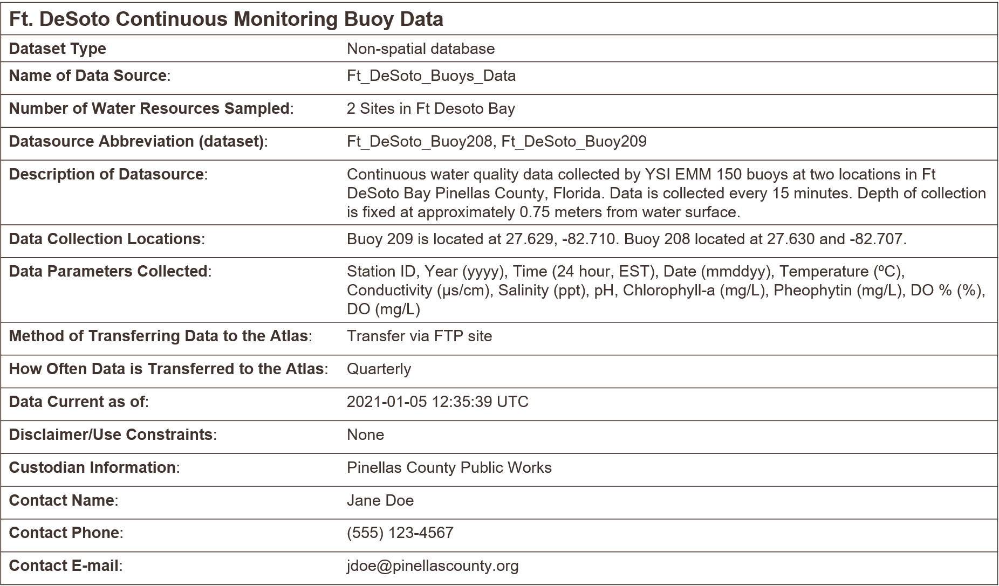 Ft. DeSoto Continuous Monitoring Buoy Data
Dataset Type Non-spatial database
Name of Data Source: Ft_DeSoto_Buoys_Data
Number of Water Resources Sampled: 2 Sites in Ft Desoto Bay
Datasource Abbreviation (dataset): Ft_DeSoto_Buoy208, Ft_DeSoto_Buoy209
Description of Datasource: Continuous water quality data collected by YSI EMM 150 buoys at two locations in Ft
DeSoto Bay Pinellas County, Florida. Data is collected every 15 minutes. Depth of collection
is fixed at approximately 0.75 meters from water surface.
Data Collection Locations: Buoy 209 is located at 27.629, -82.710. Buoy 208 located at 27.630 and -82.707.
Data Parameters Collected: Station ID, Year (yyyy), Time (24 hour, EST), Date (mmddyy), Temperature (ºC),
Conductivity (µs/cm), Salinity (ppt), pH, Chlorophyll-a (mg/L), Pheophytin (mg/L), DO % (%),
DO (mg/L)
Method of Transferring Data to the Atlas: Transfer via FTP site
How Often Data is Transferred to the Atlas: Quarterly
Data Current as of: 2021-01-05 12:35:39 UTC
Disclaimer/Use Constraints: None
Custodian Information: Pinellas County Public Works
Contact Name: Jane Doe
Contact Phone: (555) 123-4567
Contact E-mail: jdoe@pinellascounty.org